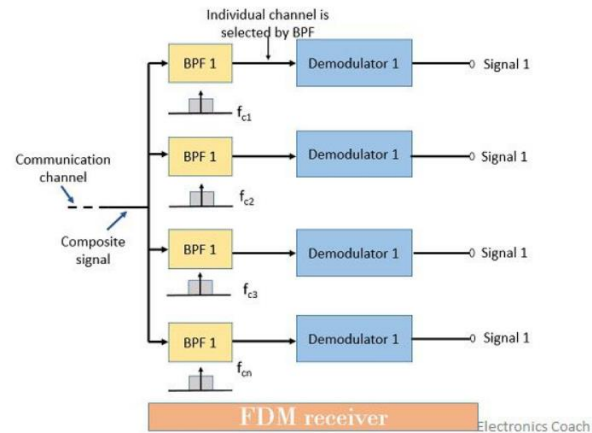 Individual channel is
selected by BPF
BPF 1
Demodulator 1
Signal 1
fc1
BPF 1
Demodulator 1
Signal 1
fc2
Communication
channel
Composite
signal
BPF 1
Demodulator 1
Signal 1
fc3
BPF 1
Demodulator 1
Signal 1
fcn
FDM receiver
Electronics Coach